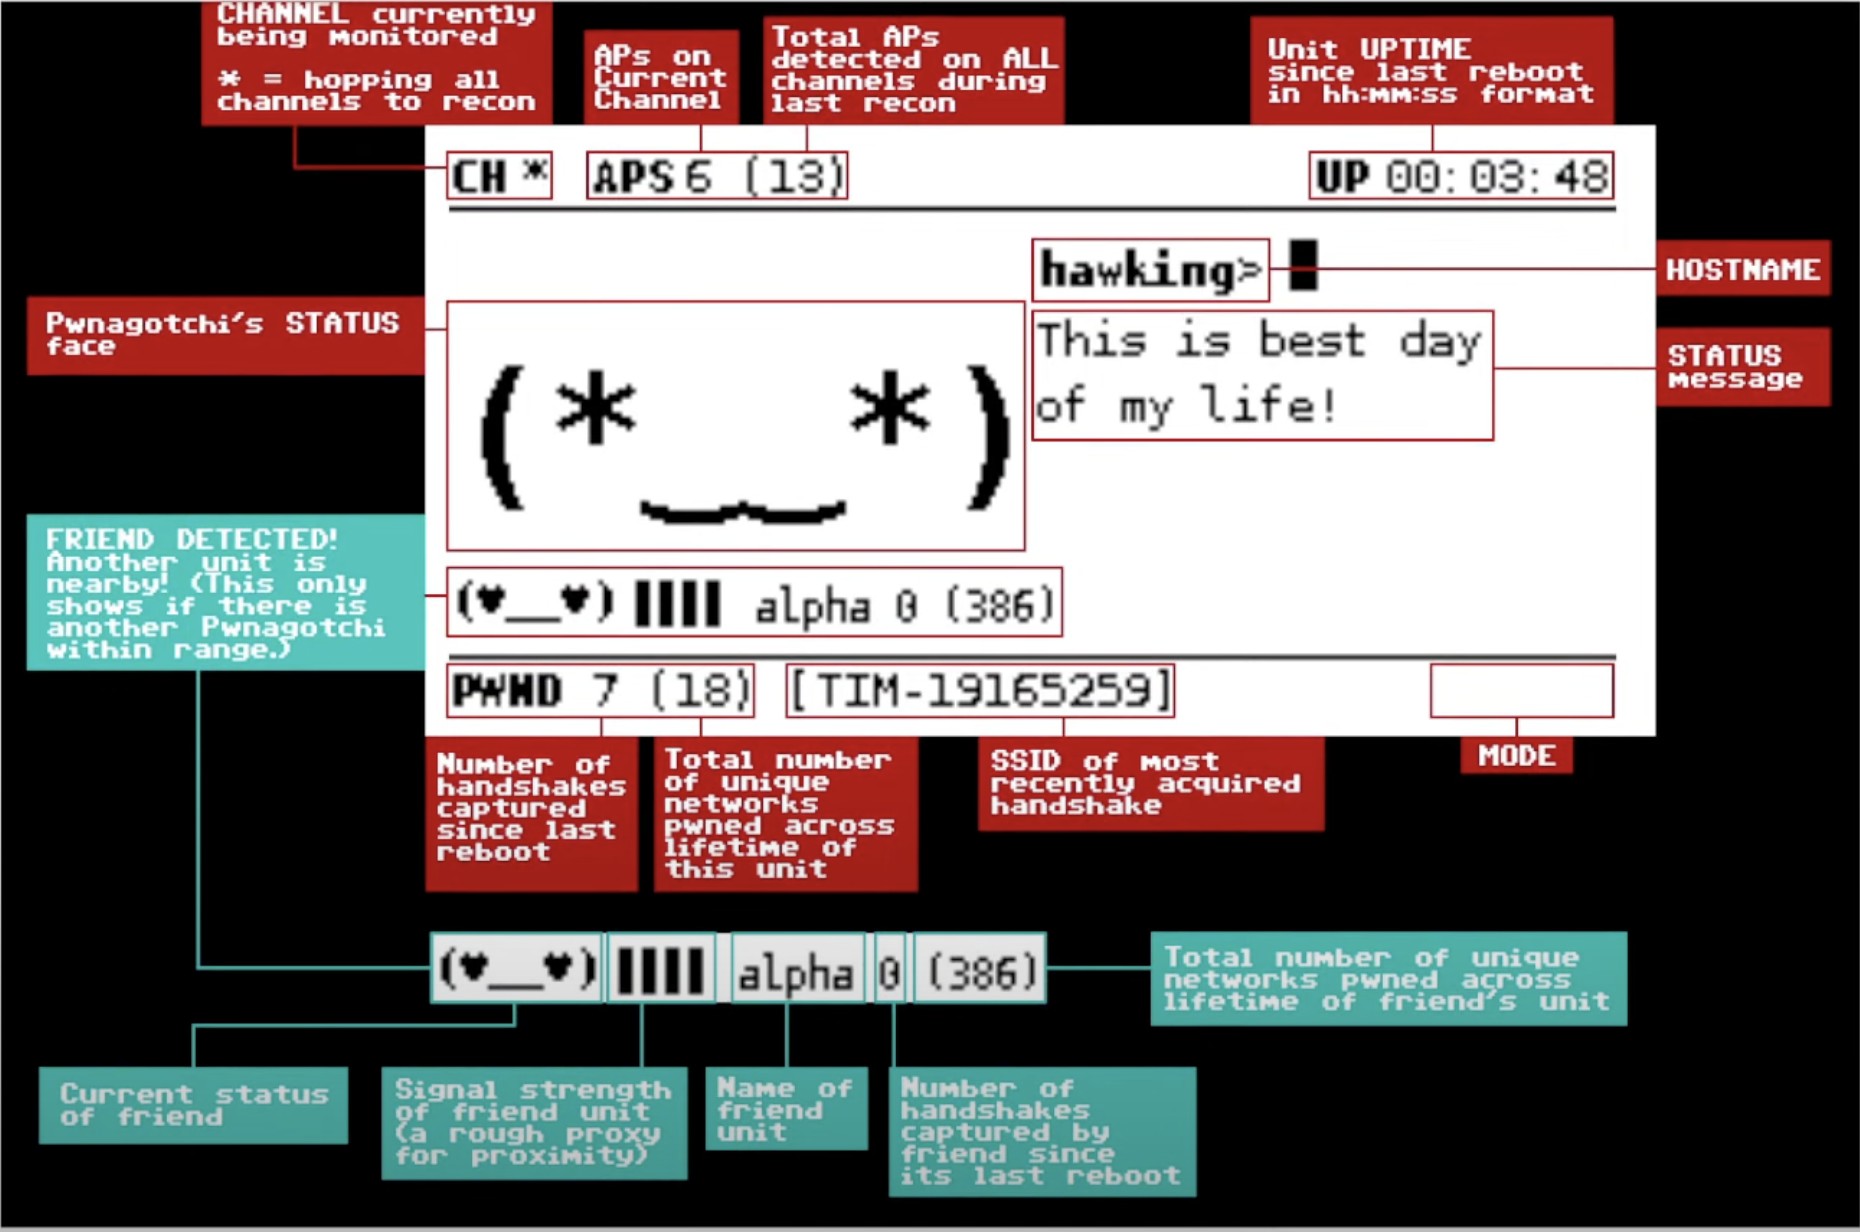 CHANNEL currently
being monitored
* = hopping all
channels to recon
APs on
Current
Channel
Total APs
detected on ALL
channels during
last recon
Unit UPTIME
since last reboot
in hh:mm:ss format
CH * APS 6 (13) UP 00:03:48
hawking>
HOSTNAME
Pwnagotchi's STATUS
face
This is best day
of my life!
STATUS
message
(*‿‿*)
FRIEND DETECTED!
Another unit is
nearby! (This only
shows if there is
another Pwnagotchi
within range.)
(♥__♥) ▌▌▌▌ alpha 0 (386)
PWND 7 (18) [TIM-19165259]
Number of
handshakes
captured
since last
reboot
Total number
of unique
networks
pwned across
lifetime of
this unit
SSID of most
recently acquired
handshake
MODE
(♥__♥) ▌▌▌▌ alpha 0 (386)
Total number of unique
networks pwned across
lifetime of friend's unit
Current status
of friend
Signal strength
of friend unit
(a rough proxy
for proximity)
Name of
friend
unit
Number of
handshakes
captured by
friend since
its last reboot